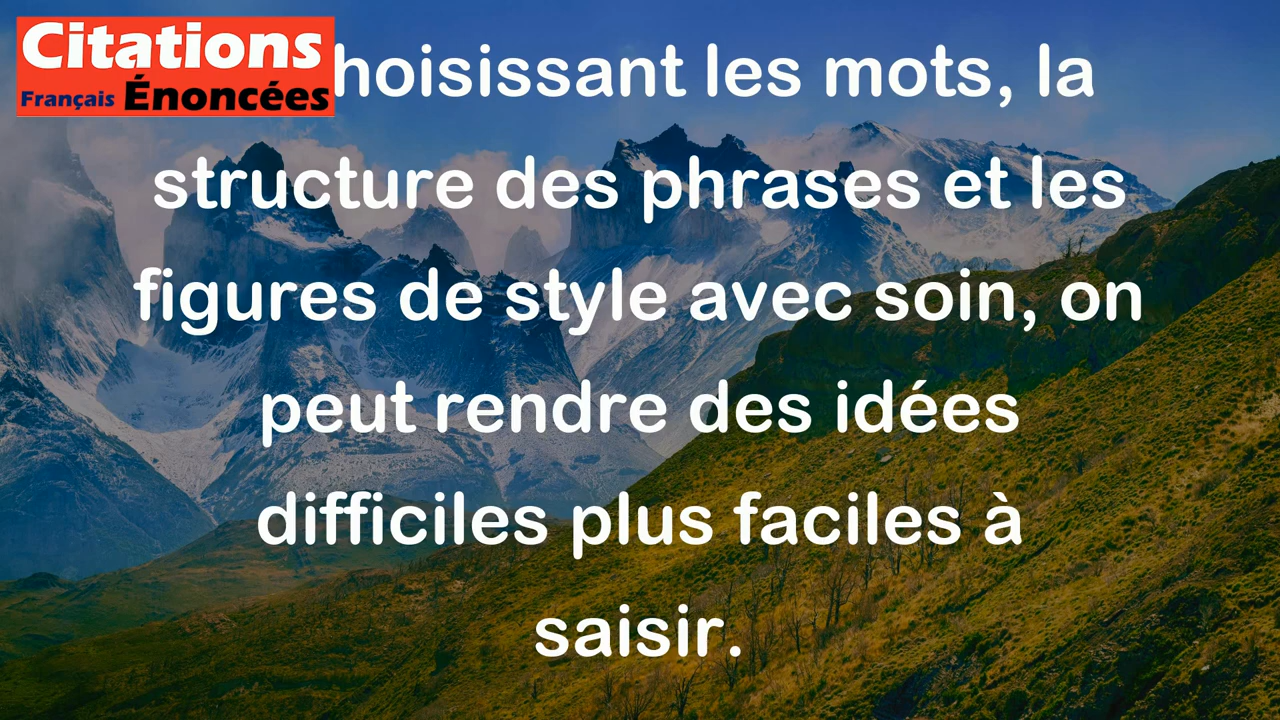 Citations
Français Énoncées
hoisissant les mots, la
structure des phrases et les
figures de style avec soin, on
peut rendre des idées
difficiles plus faciles à
saisir.